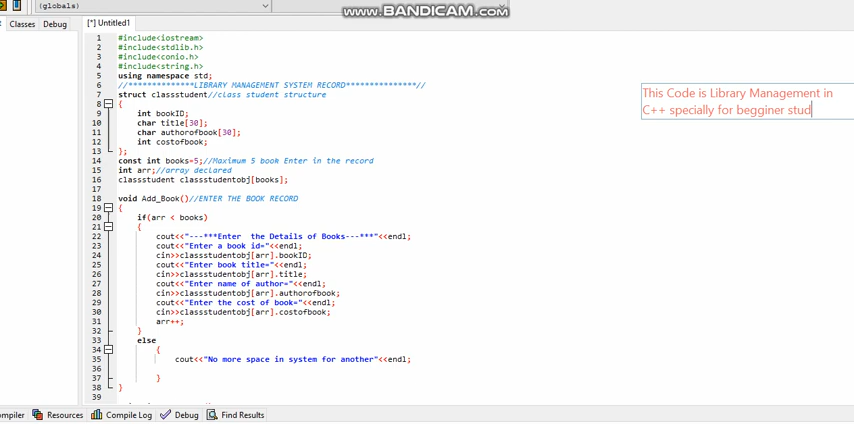 (globals)
www.BANDICAM.com
Classes Debug [*] Untitled1
1 #include<iostream>
2 #include<stdlib.h>
3 #include<conio.h>
4 #include<string.h>
5 using namespace std;
6 //**************LIBRARY MANAGEMENT SYSTEM RECORD***************//
7 struct classstudent//class student structure
8 {
9 int bookID;
10 char title[30];
11 char authorofbook[30];
12 int costofbook;
13 };
14 const int books=5;//Maximum 5 book Enter in the record
15 int arr;//array declared
16 classstudent classstudentobj[books];
17
18 void Add_Book()//ENTER THE BOOK RECORD
19 {
20 if(arr < books)
21 {
22 cout<<"---***Enter  the Details of Books---***"<<endl;
23 cout<<"Enter a book id="<<endl;
24 cin>>classstudentobj[arr].bookID;
25 cout<<"Enter book title="<<endl;
26 cin>>classstudentobj[arr].title;
27 cout<<"Enter name of author="<<endl;
28 cin>>classstudentobj[arr].authorofbook;
29 cout<<"Enter the cost of book="<<endl;
30 cin>>classstudentobj[arr].costofbook;
31 arr++;
32 }
33 else
34 {
35 cout<<"No more space in system for another"<<endl;
36
37 }
38 }
39
This Code is Library Management in
C++ specially for begginer stud
ompiler Resources Compile Log Debug Find Results